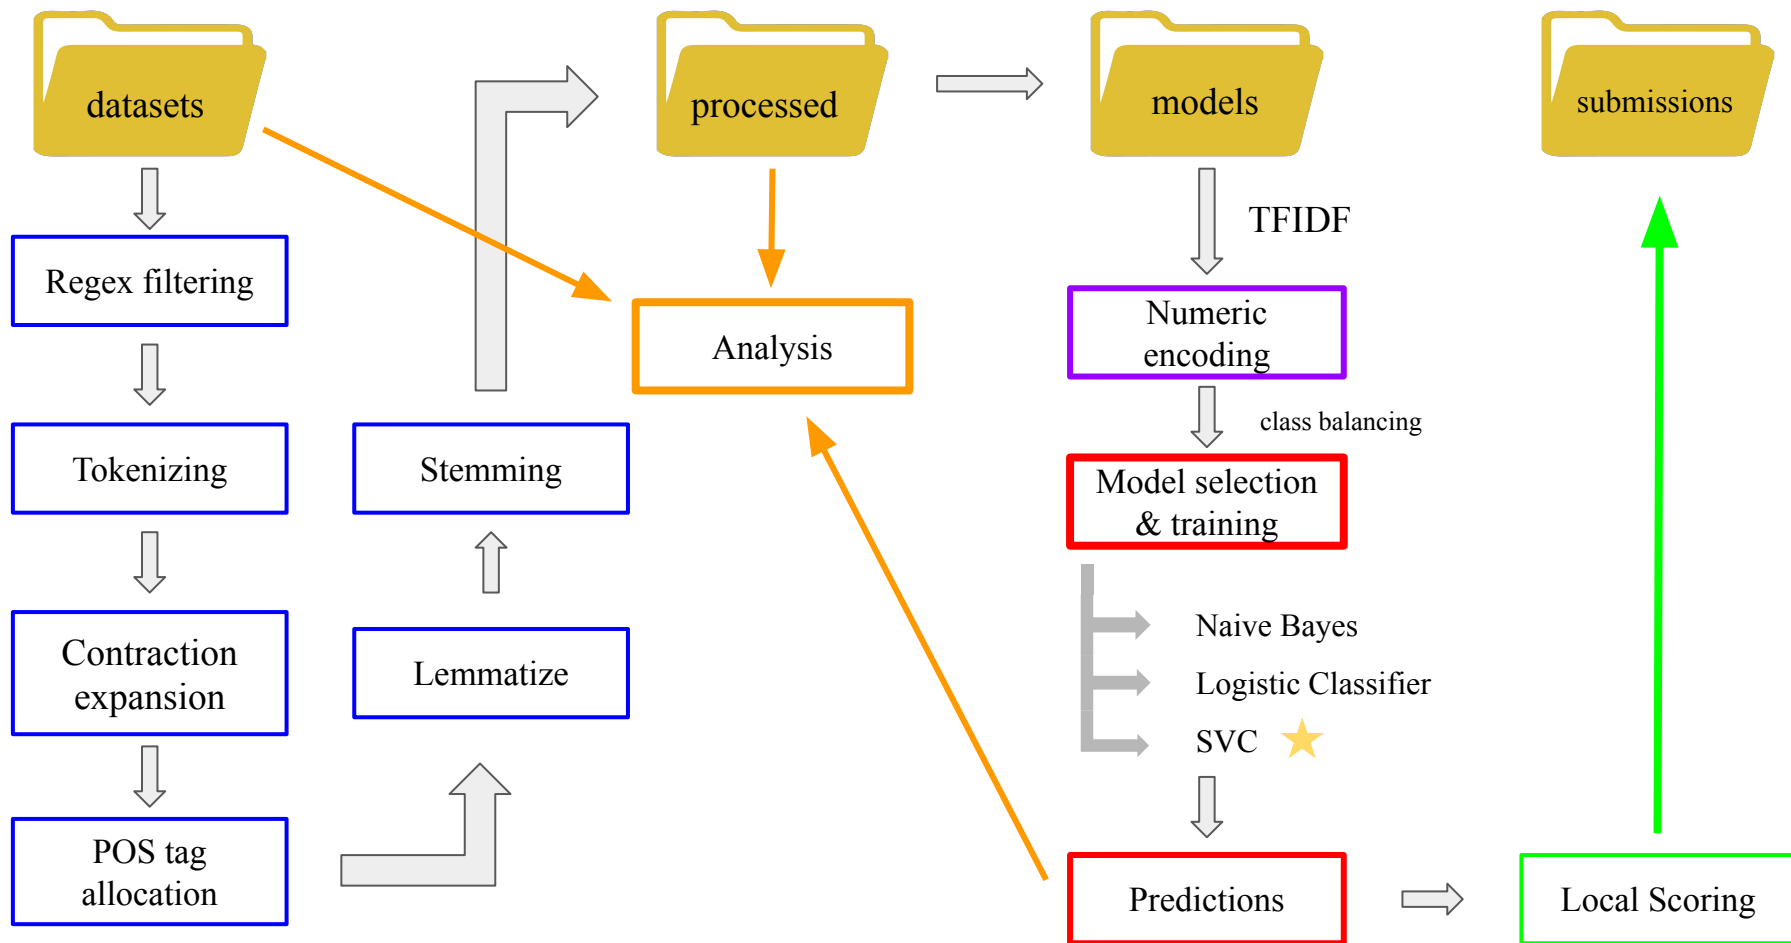 datasets
processed
models
submissions
Regex filtering
Tokenizing
Contraction
expansion
POS tag
allocation
Lemmatize
Stemming
Analysis
TFIDF
Numeric
encoding
class balancing
Model selection
& training
Naive Bayes
Logistic Classifier
SVC
Predictions
Local Scoring